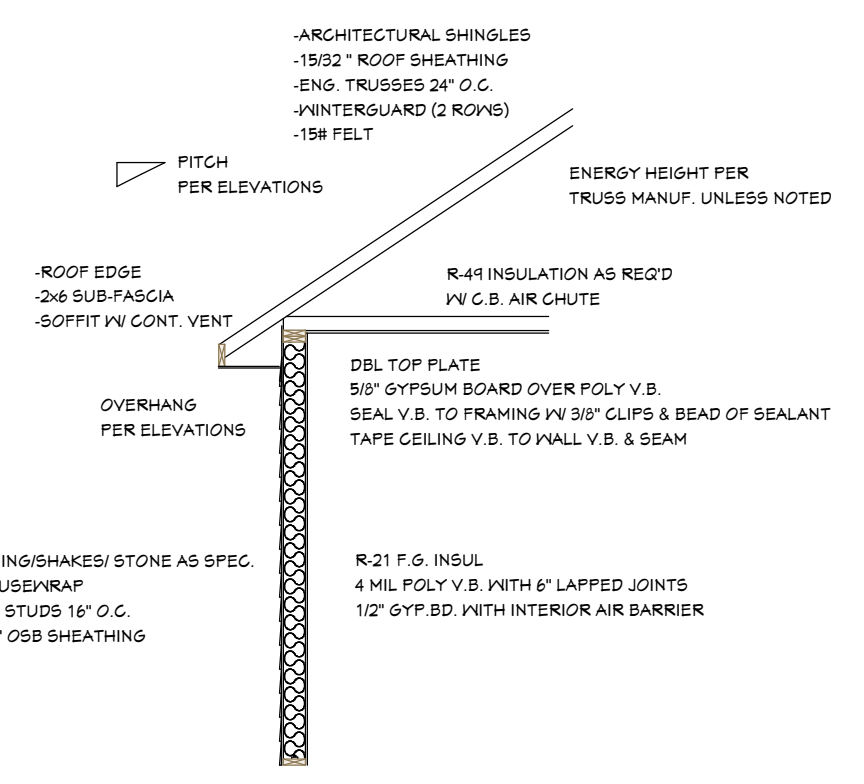 -ARCHITECTURAL SHINGLES
-15/32 " ROOF SHEATHING
-ENG. TRUSSES 24" O.C.
-WINTERGUARD (2 ROWS)
-15# FELT
PITCH
PER ELEVATIONS
ENERGY HEIGHT PER
TRUSS MANUF. UNLESS NOTED
-ROOF EDGE
-2x6 SUB-FASCIA
-SOFFIT W/ CONT. VENT
R-49 INSULATION AS REQ'D
W/ C.B. AIR CHUTE
OVERHANG
PER ELEVATIONS
DBL TOP PLATE
5/8" GYPSUM BOARD OVER POLY V.B.
SEAL V.B. TO FRAMING W/ 3/8" CLIPS & BEAD OF SEALANT
TAPE CEILING V.B. TO WALL V.B. & SEAM
ING/SHAKES/ STONE AS SPEC.
USEWRAP
STUDS 16" O.C.
" OSB SHEATHING
R-21 F.G. INSUL
4 MIL POLY V.B. WITH 6" LAPPED JOINTS
1/2" GYP.BD. WITH INTERIOR AIR BARRIER